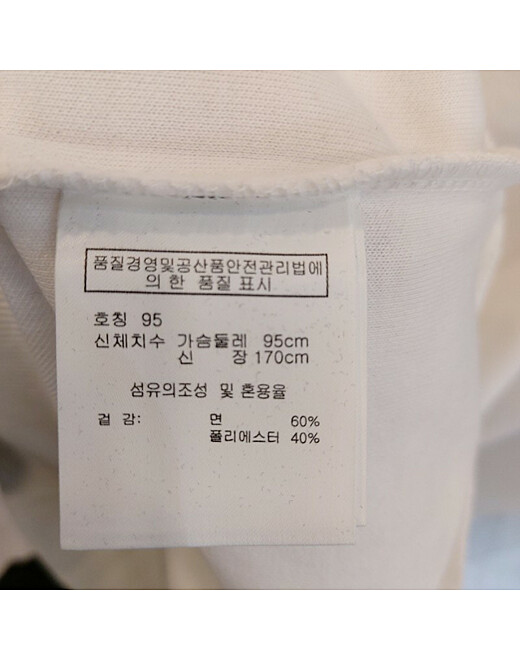 품질경영및공산품안전관리법에
의 한 품질 표시
호칭 95
신체치수 가슴둘레 95cm
신 장 170cm
섬유의조성 및 혼용율
겉 감: 면 60%
폴리에스터 40%